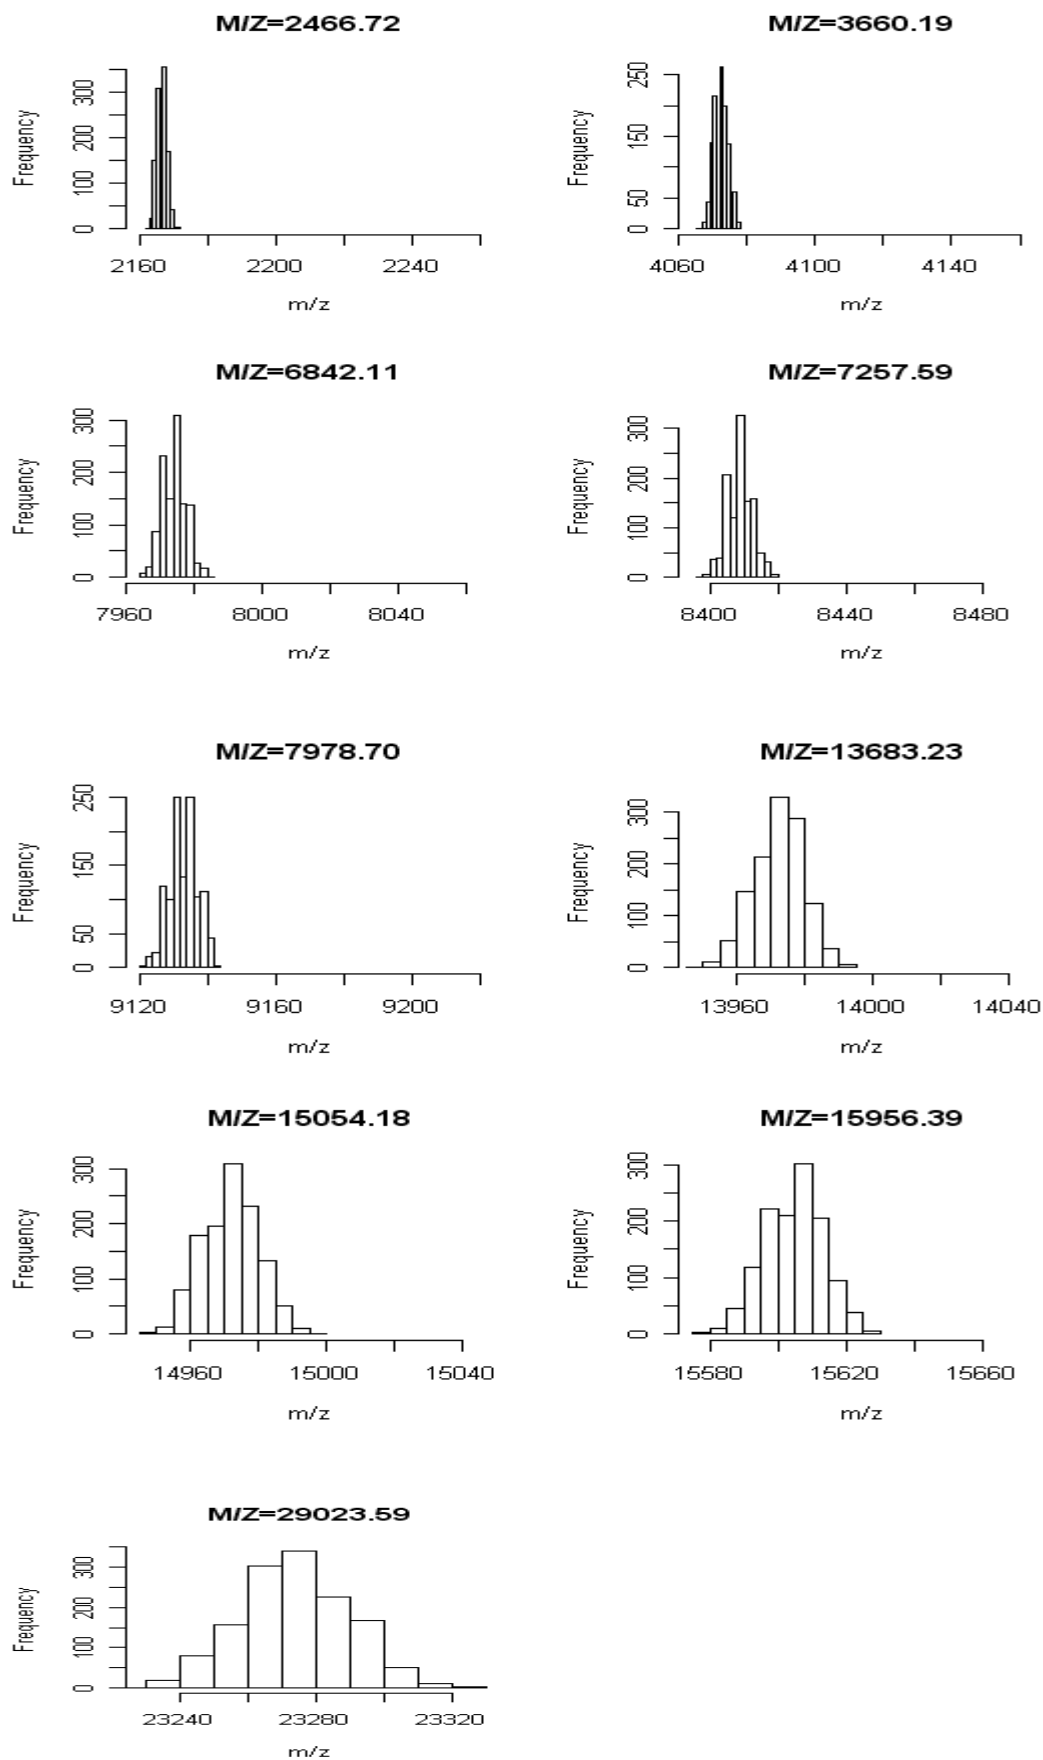 M/Z=2466.72
Frequency
0 100 200 300
2160 2200 2240
m/z
M/Z=3660.19
Frequency
0 50 150 250
4060 4100 4140
m/z
M/Z=6842.11
Frequency
0 100 200 300
7960 8000 8040
m/z
M/Z=7257.59
Frequency
0 100 200 300
8400 8440 8480
m/z
M/Z=7978.70
Frequency
0 50 150 250
9120 9160 9200
m/z
M/Z=13683.23
Frequency
0 100 200 300
13960 14000 14040
m/z
M/Z=15054.18
Frequency
0 100 200 300
14960 15000 15040
m/z
M/Z=15956.39
Frequency
0 100 200 300
15580 15620 15660
m/z
M/Z=29023.59
Frequency
0 100 200 300
23240 23280 23320
m/z